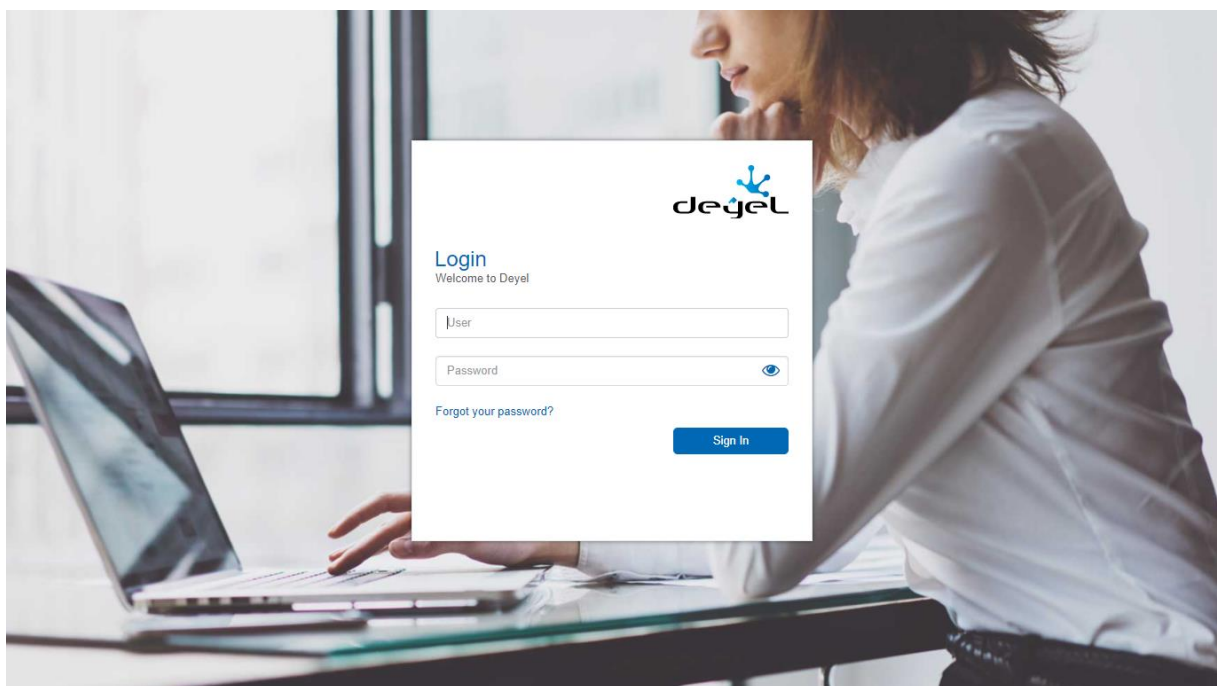 deyel
Login
Welcome to Deyel
User
Password
Forgot your password?
Sign In